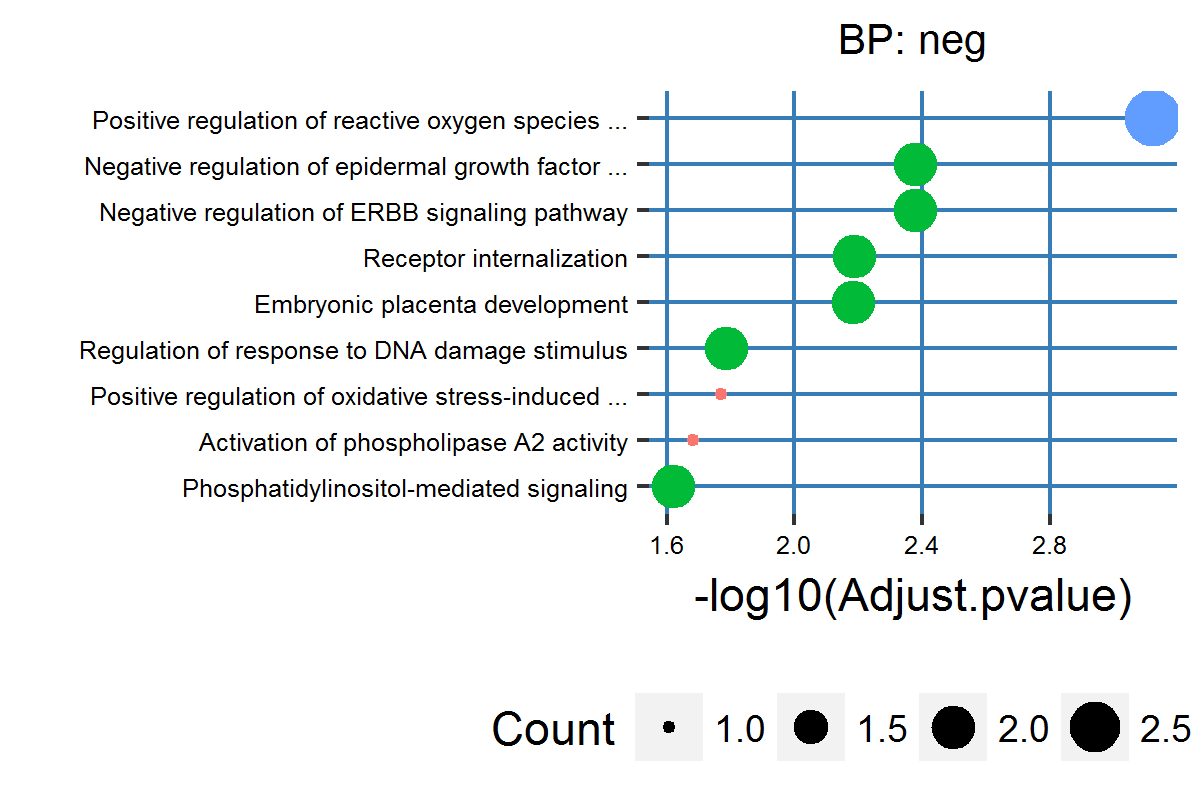 BP: neg
Positive regulation of reactive oxygen species ...
Negative regulation of epidermal growth factor ...
Negative regulation of ERBB signaling pathway
Receptor internalization
Embryonic placenta development
Regulation of response to DNA damage stimulus
Positive regulation of oxidative stress-induced ...
Activation of phospholipase A2 activity
Phosphatidylinositol-mediated signaling
1.6 2.0 2.4 2.8
-log10(Adjust.pvalue)
Count 1.0 1.5 2.0 2.5